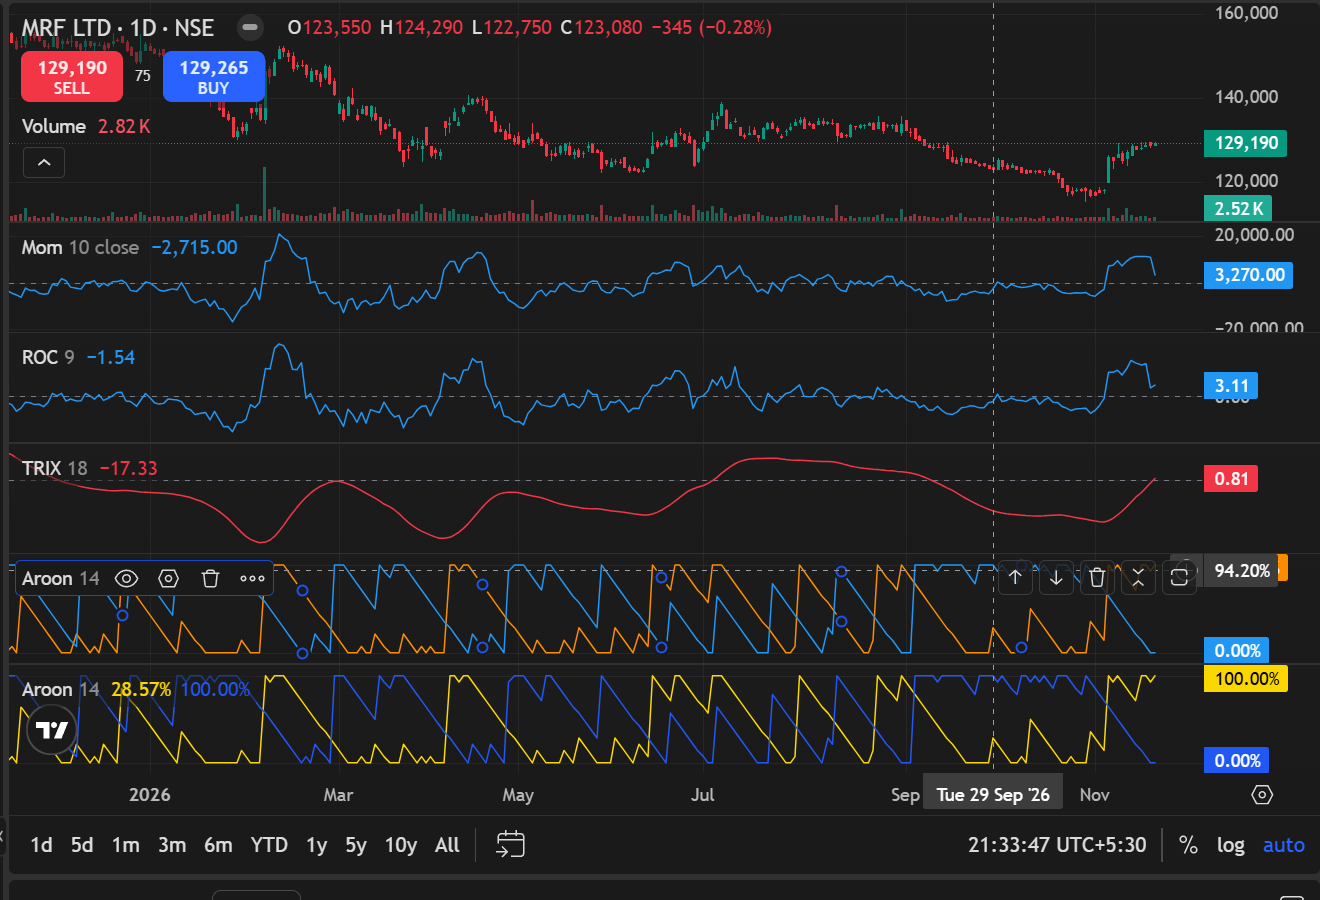 MRF LTD · 1D · NSE O123,550 H124,290 L122,750 C123,080 −345 (−0.28%)
160,000
129,190
SELL
75
129,265
BUY
140,000
Volume 2.82 K
129,190
120,000
2.52 K
Mom 10 close −2,715.00
20,000.00
3,270.00
−20,000.00
ROC 9 −1.54
3.11
0.00
TRIX 18 −17.33
0.81
Aroon 14
94.20%
0.00%
Aroon 14 28.57% 100.00%
100.00%
0.00%
2026 Mar May Jul Sep Tue 29 Sep '26 Nov
1d 5d 1m 3m 6m YTD 1y 5y 10y All 21:33:47 UTC+5:30 % log auto